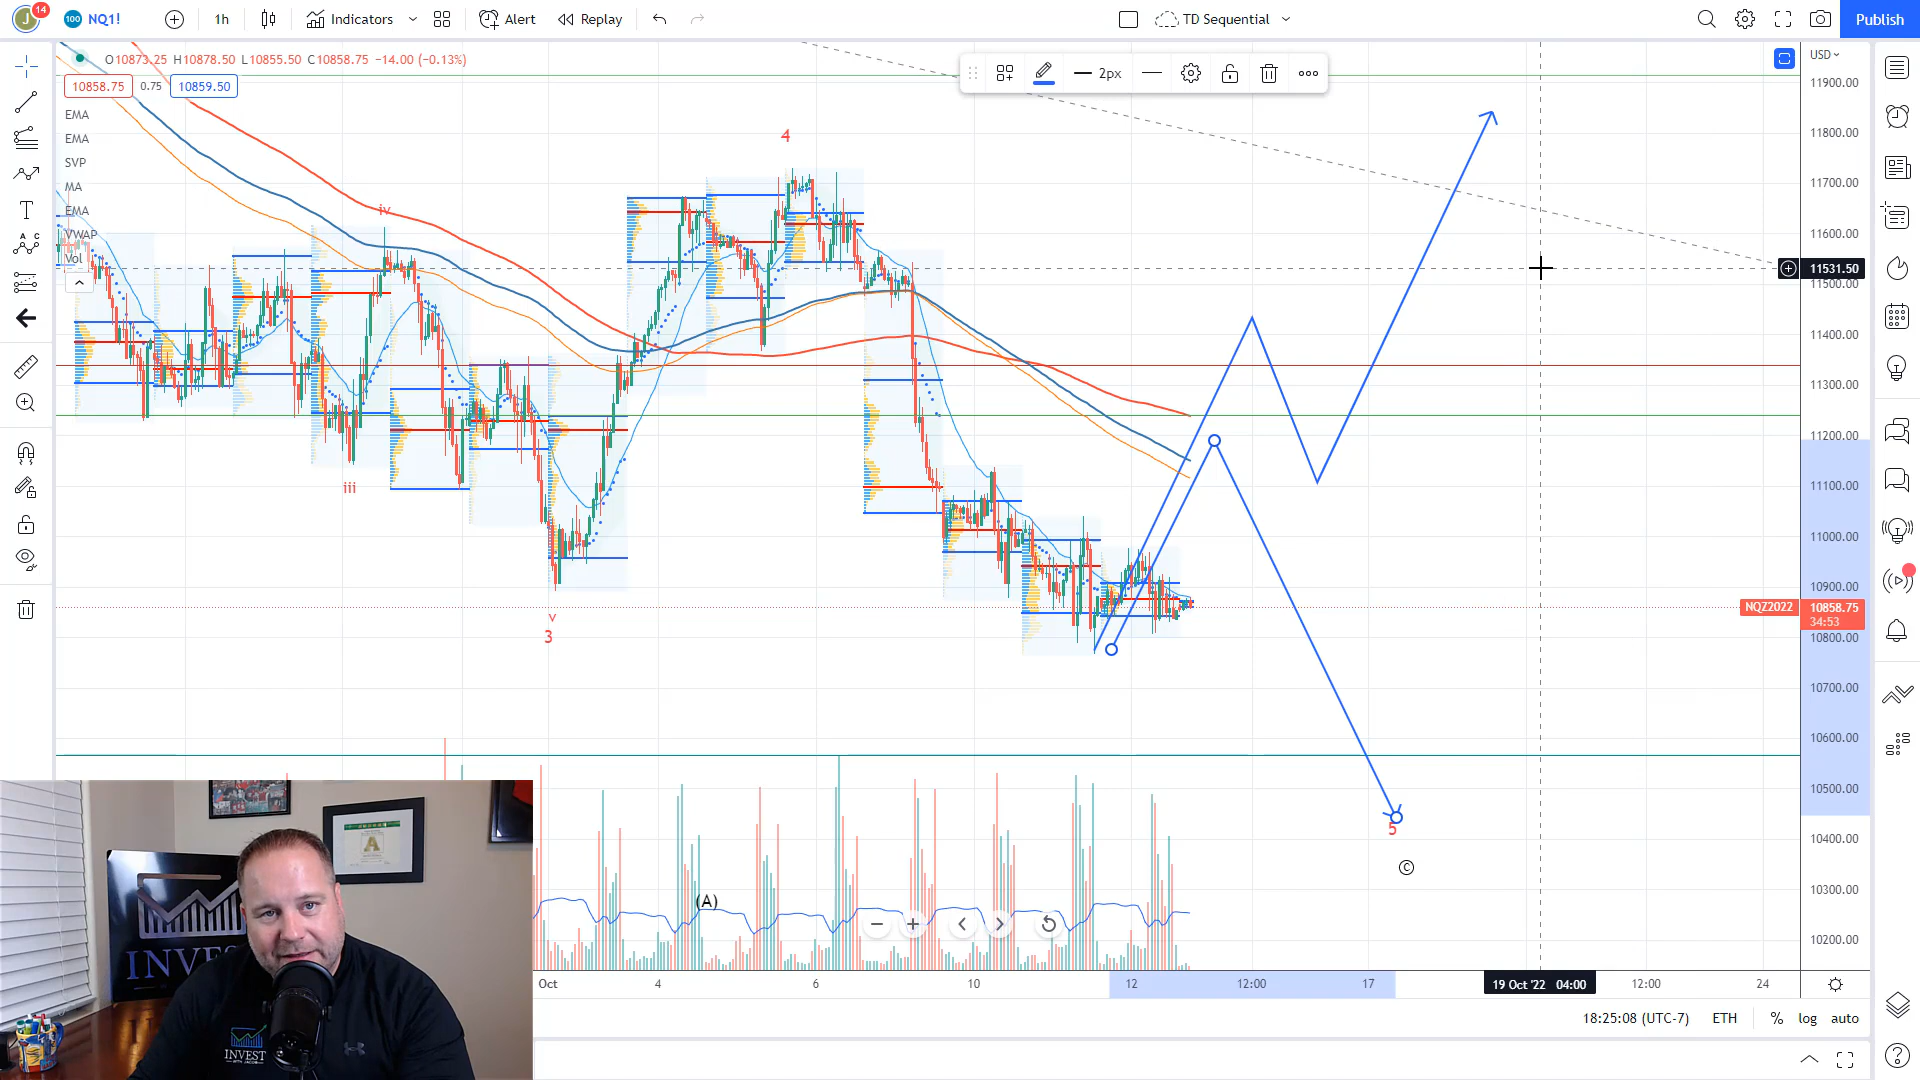 J
14
100 NQ1! 1h Indicators Alert Replay TD Sequential Publish
O10873.25 H10878.50 L10855.50 C10858.75 −14.00 (−0.13%)
10858.75 0.75 10859.50
EMA
EMA
SVP
MA
EMA
VWAP
Vol
2px
USD
11900.00
11800.00
11700.00
11600.00
11531.50
11500.00
11400.00
11300.00
11200.00
11100.00
11000.00
10900.00
NQZ2022 10858.75
34:53
10800.00
10700.00
10600.00
10500.00
10400.00
10300.00
10200.00
4
iv
iii
v
3
5
©
(A)
Oct 4 6 10 12 12:00 17 19 Oct '22 04:00 12:00 24
18:25:08 (UTC-7) ETH % log auto
INVES
INVEST
WITH JACOB